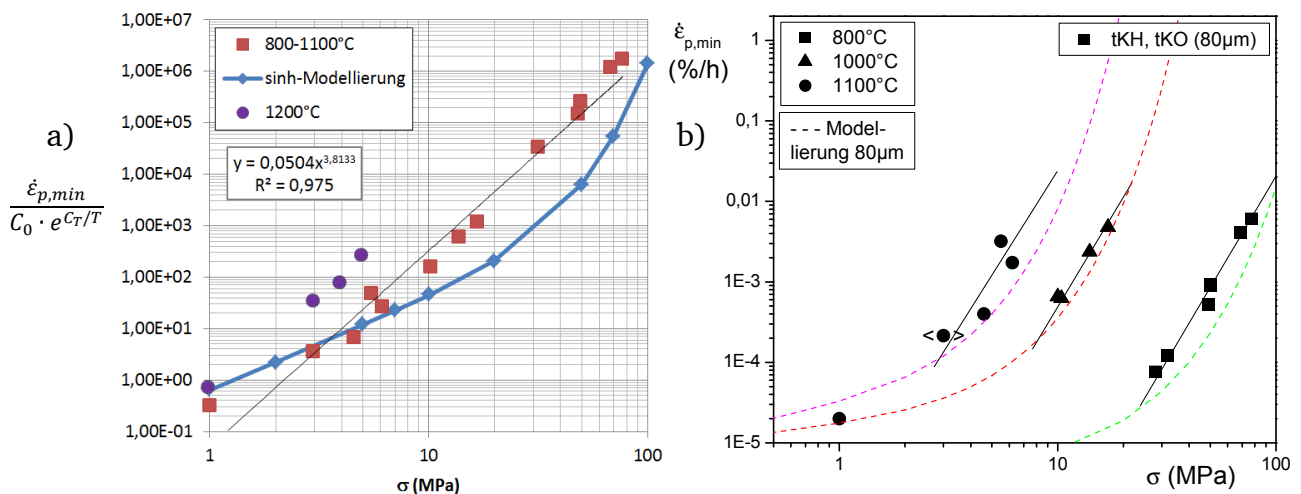 a)
ε̇p,min
C0 · e^CT/T
1,00E+07
1,00E+06
1,00E+05
1,00E+04
1,00E+03
1,00E+02
1,00E+01
1,00E+00
1,00E-01
800-1100°C
sinh-Modellierung
1200°C
y = 0,0504x^3,8133
R² = 0,975
1
10
100
σ (MPa)
b)
ε̇p,min
(%/h)
1
0.1
0,01
1E-3
1E-4
1E-5
800°C
1000°C
1100°C
--- Model-
lierung 80µm
tKH, tKO (80µm)
< >
1
10
100
σ (MPa)